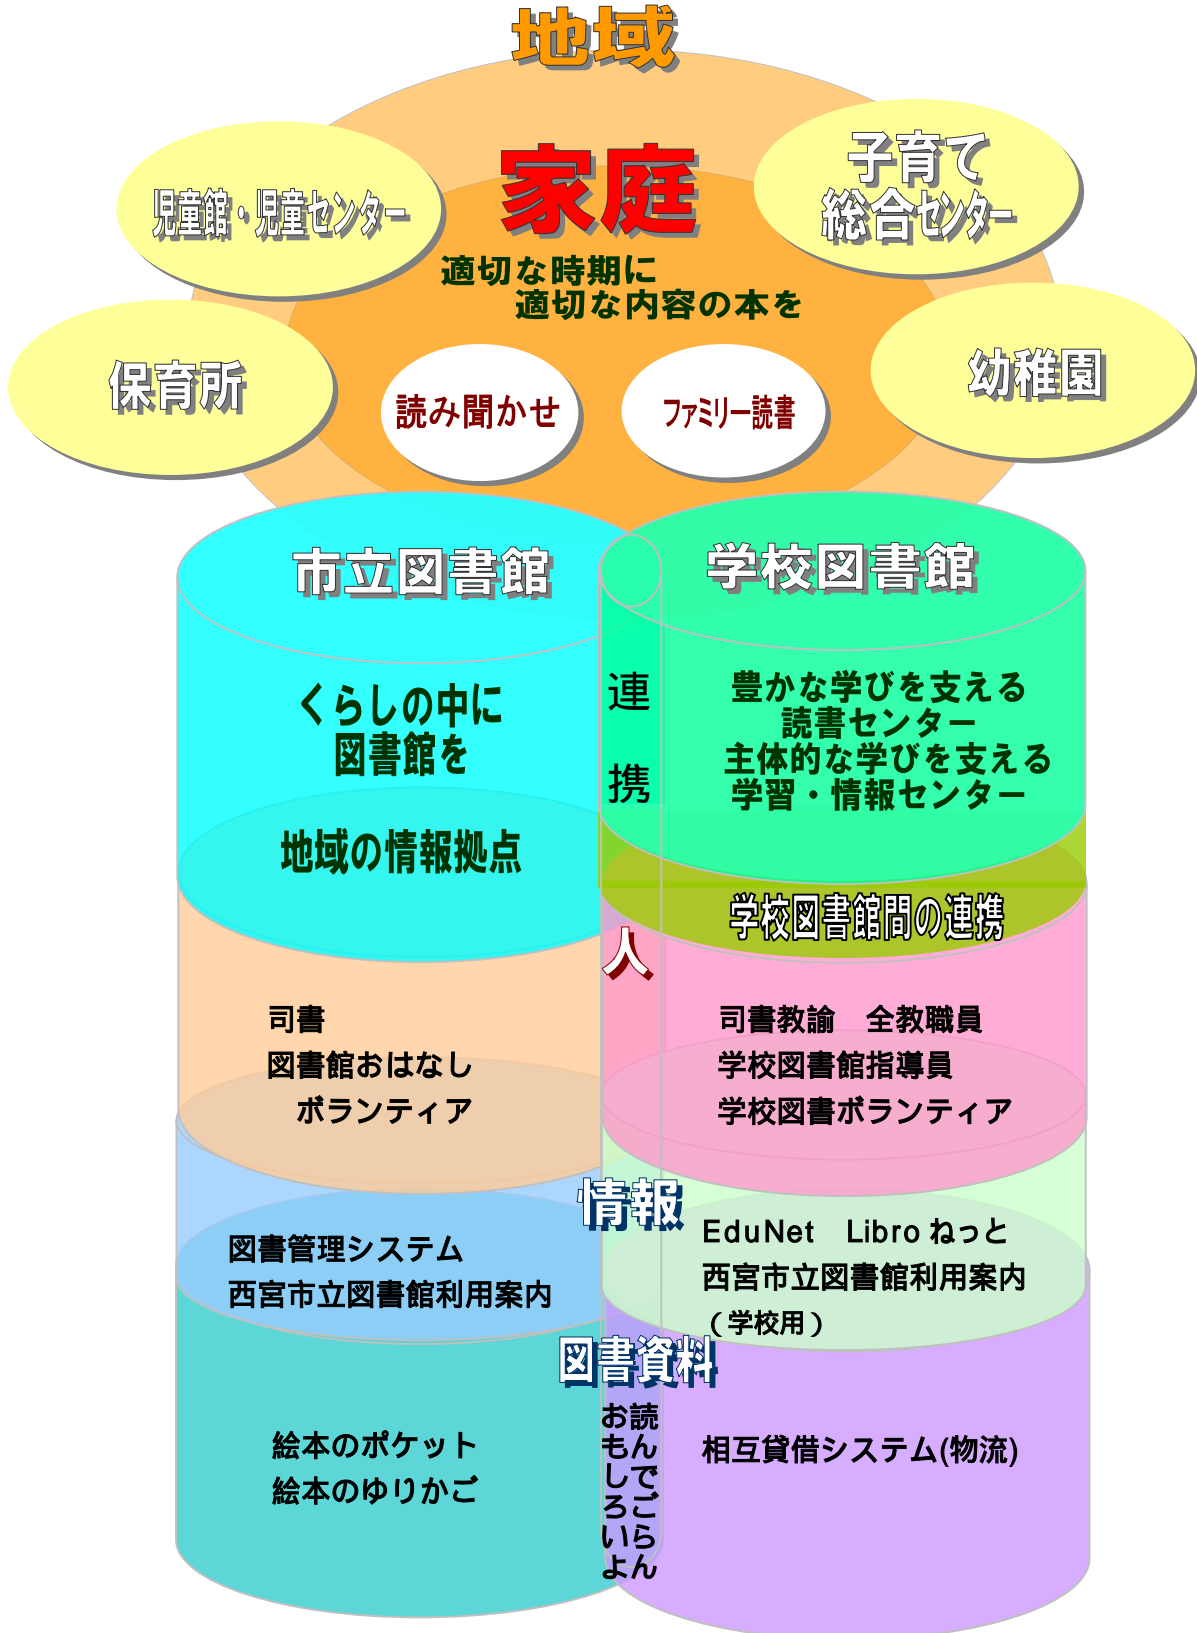 地域
家庭
児童館・児童センター
子育て
総合センター
適切な時期に
適切な内容の本を
保育所
幼稚園
読み聞かせ
ファミリー読書
市立図書館
学校図書館
連携
くらしの中に
図書館を
地域の情報拠点
豊かな学びを支える
読書センター
主体的な学びを支える
学習・情報センター
学校図書館間の連携
人
司書
図書館おはなし
ボランティア
司書教諭　全教職員
学校図書館指導員
学校図書ボランティア
情報
図書管理システム
西宮市立図書館利用案内
EduNet　Libroねっと
西宮市立図書館利用案内
（学校用）
図書資料
絵本のポケット
絵本のゆりかご
読んでごらん
おもしろいよ
相互貸借システム(物流)